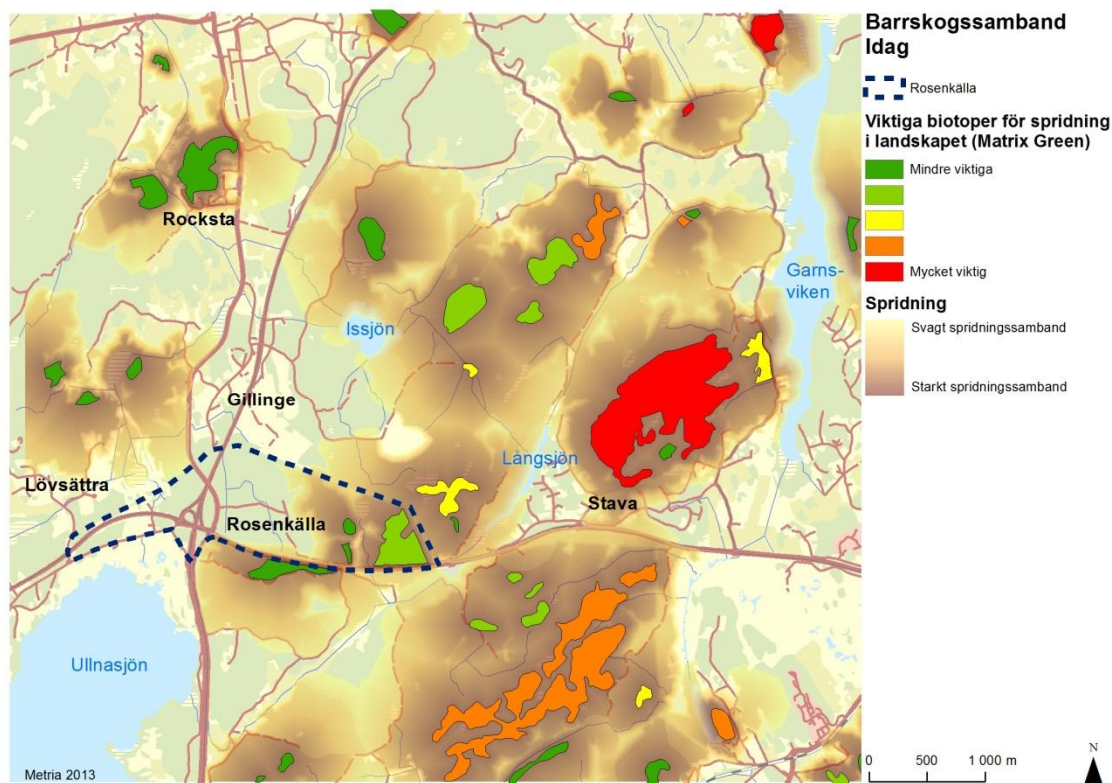 Barrskogssamband
Idag
Rosenkälla
Viktiga biotoper för spridning
i landskapet (Matrix Green)
Mindre viktiga
Mycket viktig
Spridning
Svagt spridningssamband
Starkt spridningssamband
Rocksta
Garns-
viken
Issjön
Gillinge
Långsjön
Lövsättra
Stava
Rosenkälla
Ullnasjön
Metria 2013
0 500 1 000 m
N